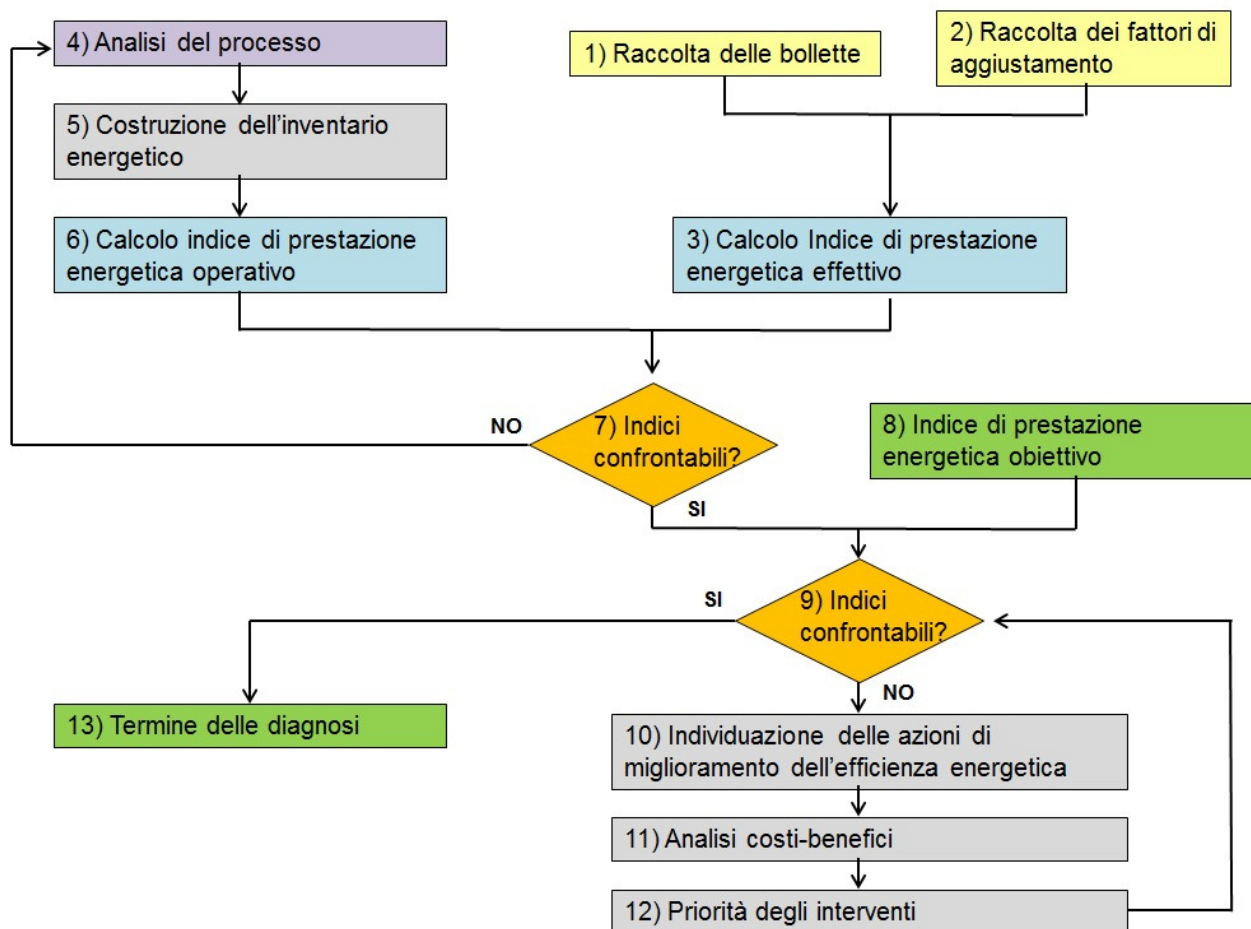 4) Analisi del processo
1) Raccolta delle bollette
2) Raccolta dei fattori di
aggiustamento
5) Costruzione dell'inventario
energetico
6) Calcolo indice di prestazione
energetica operativo
3) Calcolo Indice di prestazione
energetica effettivo
NO
7) Indici
confrontabili?
8) Indice di prestazione
energetica obiettivo
SI
SI
9) Indici
confrontabili?
NO
13) Termine delle diagnosi
10) Individuazione delle azioni di
miglioramento dell'efficienza energetica
11) Analisi costi-benefici
12) Priorità degli interventi